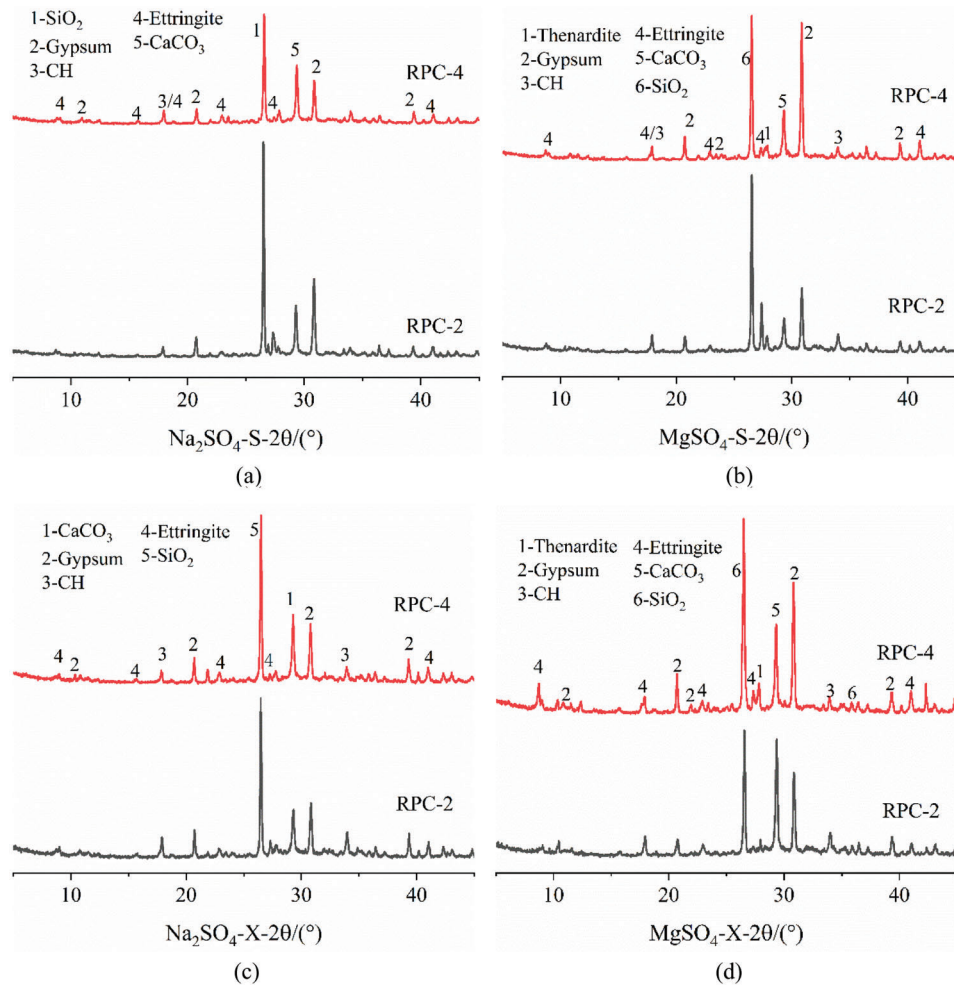 1-SiO₂ 4-Ettringite
2-Gypsum 5-CaCO₃
3-CH
RPC-4
1
5
2
4 2 4 3/4 2 4 4 2 4
RPC-2
10 20 30 40
Na₂SO₄-S-2θ/(°)
(a)
1-Thenardite 4-Ettringite
2-Gypsum 5-CaCO₃
3-CH 6-SiO₂
2
6
RPC-4
5
4 4/3 2 4 2 4 1 3 2 4
RPC-2
10 20 30 40
MgSO₄-S-2θ/(°)
(b)
1-CaCO₃ 4-Ettringite
2-Gypsum 5-SiO₂
3-CH
5
RPC-4
1
2
4 2 4 3 2 4 4 3 2 4
RPC-2
10 20 30 40
Na₂SO₄-X-2θ/(°)
(c)
1-Thenardite 4-Ettringite
2-Gypsum 5-CaCO₃
3-CH 6-SiO₂
6
2
5
RPC-4
4 2 4 2 2 4 4 1 3 6 2 4
RPC-2
10 20 30 40
MgSO₄-X-2θ/(°)
(d)